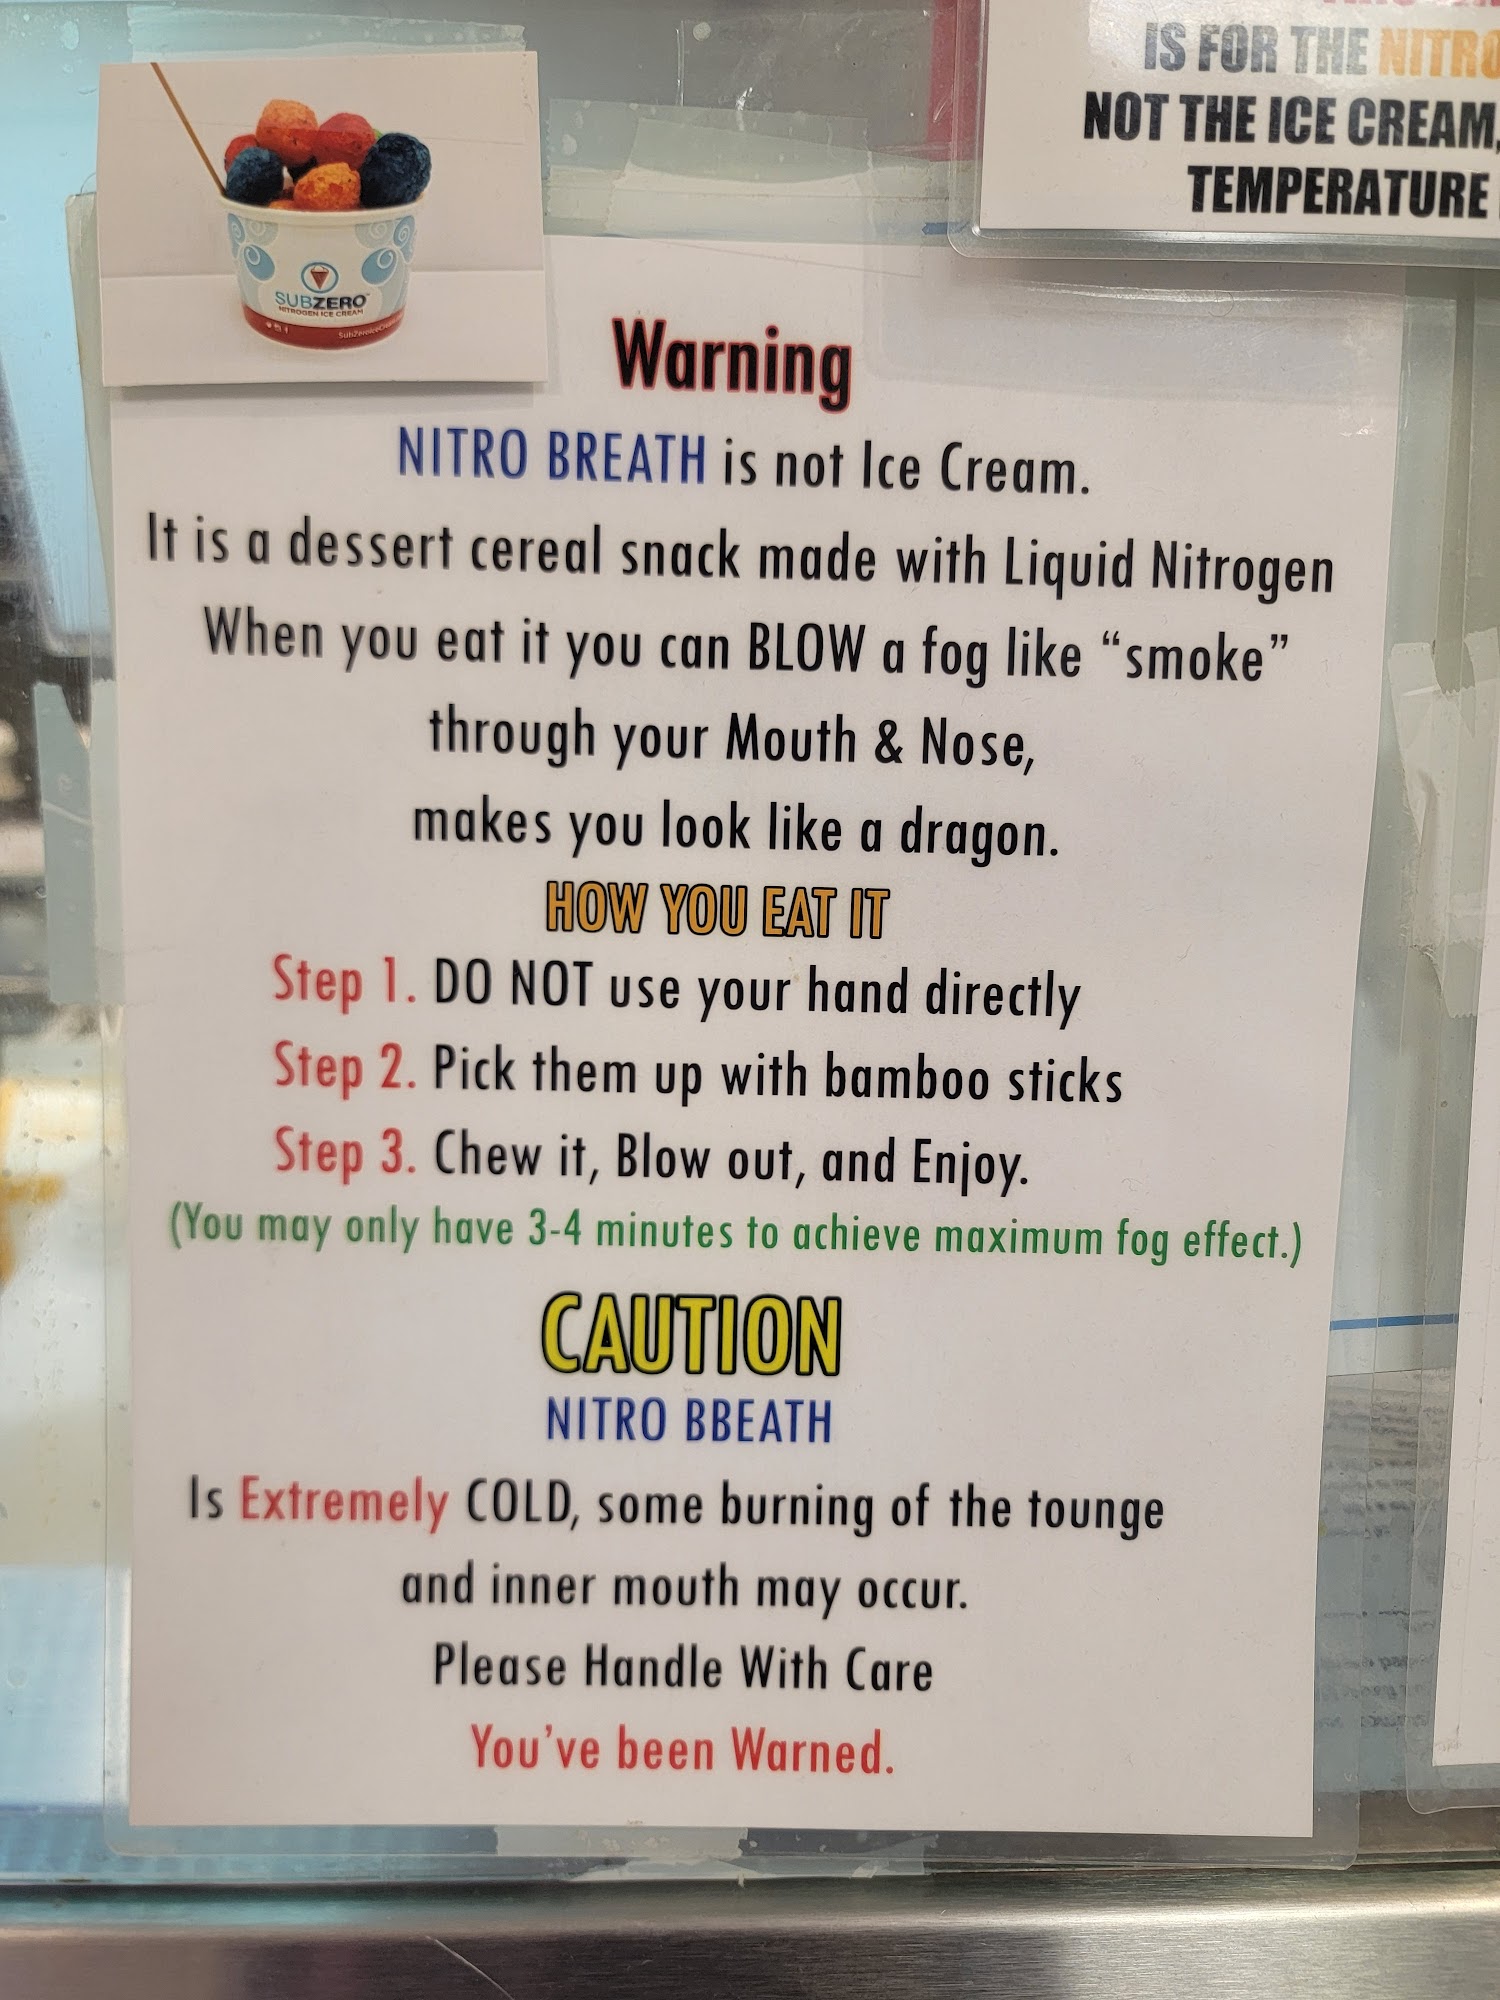 IS FOR THE NITRO
NOT THE ICE CREAM,
TEMPERATURE
SUBZERO
NITROGEN ICE CREAM
Warning
NITRO BREATH is not Ice Cream.
It is a dessert cereal snack made with Liquid Nitrogen
When you eat it you can BLOW a fog like “smoke”
through your Mouth & Nose,
makes you look like a dragon.
HOW YOU EAT IT
Step 1. DO NOT use your hand directly
Step 2. Pick them up with bamboo sticks
Step 3. Chew it, Blow out, and Enjoy.
(You may only have 3-4 minutes to achieve maximum fog effect.)
CAUTION
NITRO BBEATH
Is Extremely COLD, some burning of the tounge
and inner mouth may occur.
Please Handle With Care
You’ve been Warned.